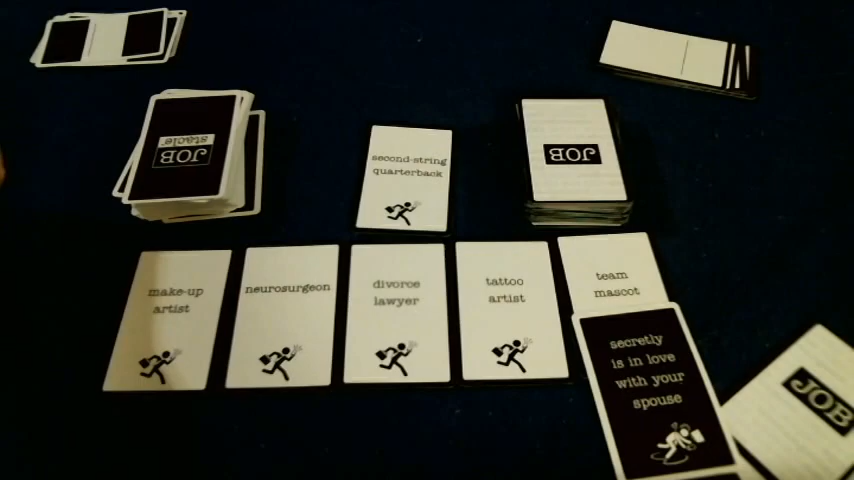 JOB
stacle
JOB
second-string
quarterback
make-up
artist
neurosurgeon
divorce
lawyer
tattoo
artist
team
mascot
secretly
is in love
with your
spouse
JOB